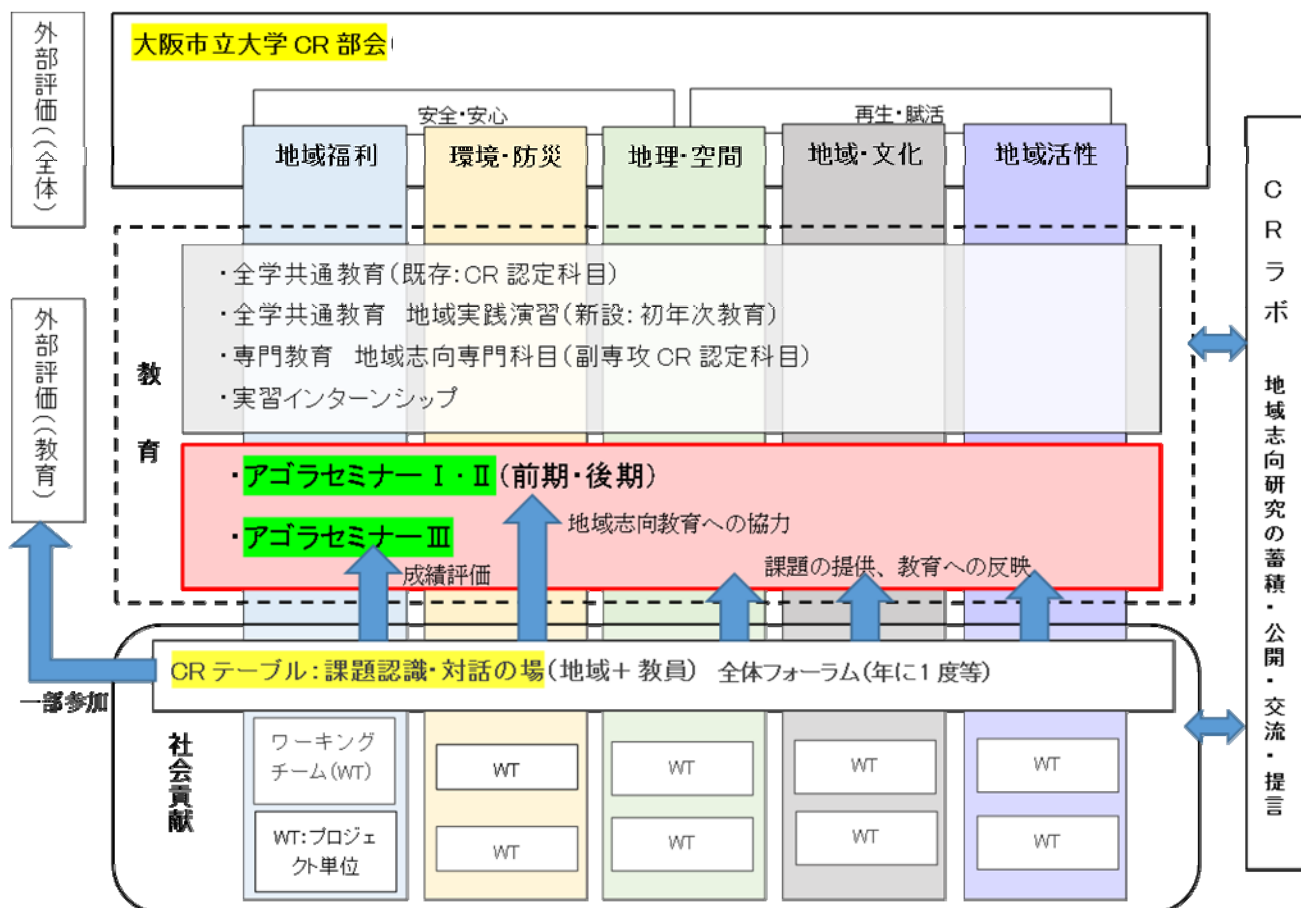 外部評価((全体)
大阪市立大学 CR 部会(
安全・安心
再生・賦活
地域福利
環境・防災
地理・空間
地域・文化
地域活性
教育
・全学共通教育(既存:CR 認定科目)
・全学共通教育 地域実践演習(新設:初年次教育)
・専門教育 地域志向専門科目(副専攻 CR 認定科目)
・実習インターンシップ
外部評価((教育)
・アゴラセミナー Ⅰ・Ⅱ (前期・後期)
地域志向教育への協力
・アゴラセミナー Ⅲ
成績評価
課題の提供、教育への反映
CR テーブル:課題認識・対話の場(地域+教員) 全体フォーラム(年に1度等)
一部参加
社会貢献
ワーキング
チーム(WT)
WT
WT
WT
WT
WT:プロジェ
クト単位
WT
WT
WT
WT
CRラボ 地域志向研究の蓄積・公開・交流・提言